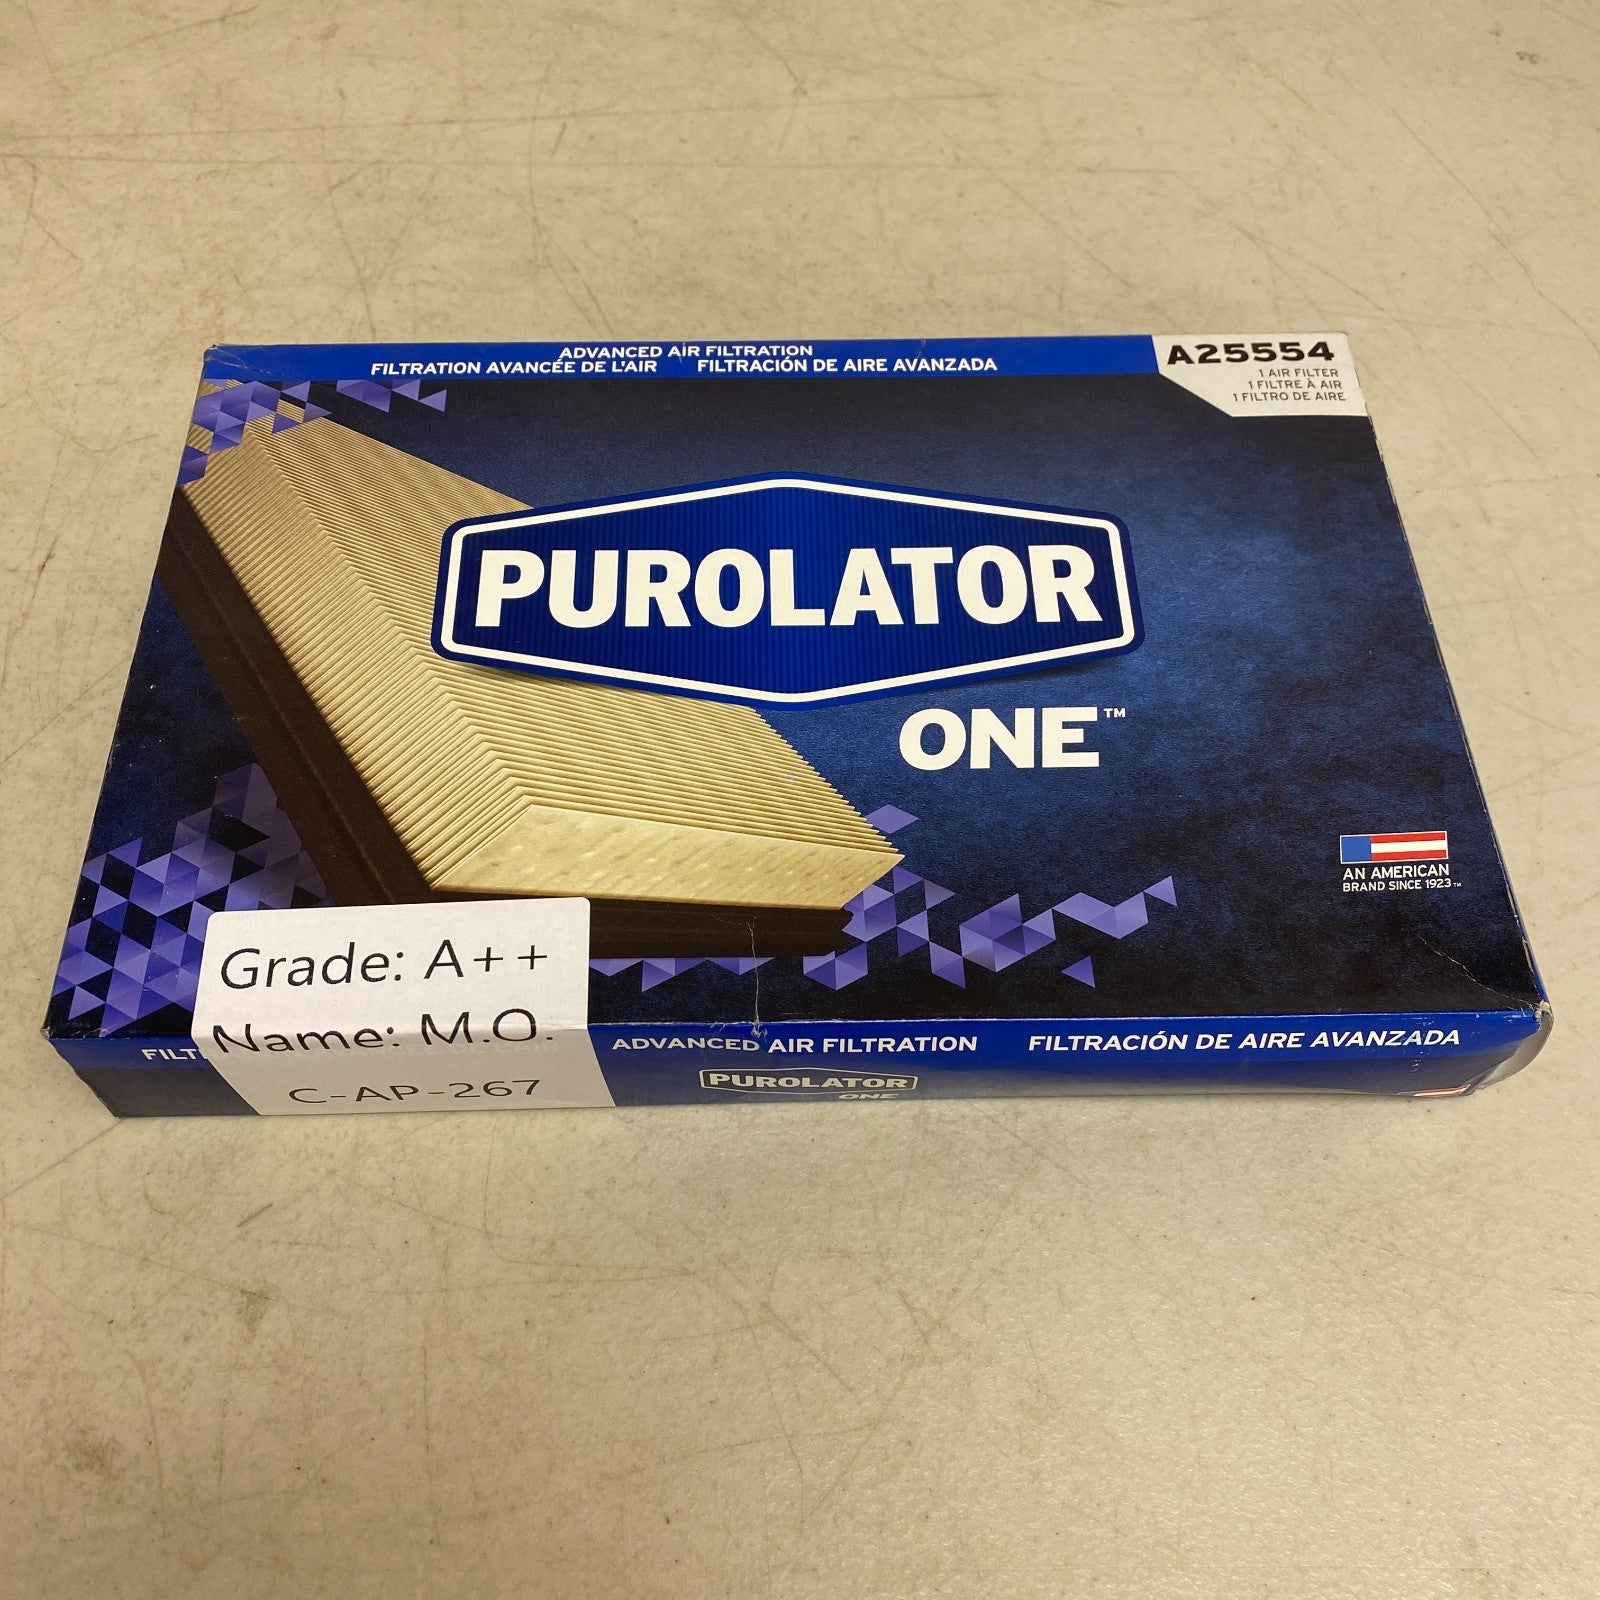 ADVANCED AIR FILTRATION
FILTRATION AVANCÉE DE L'AIR FILTRACIÓN DE AIRE AVANZADA
A25554
1 AIR FILTER
1 FILTRE À AIR
1 FILTRO DE AIRE
PUROLATOR
ONE™
AN AMERICAN
BRAND SINCE 1923™
Grade: A++
Name: M.O.
C-AP-267
FILT
ADVANCED AIR FILTRATION FILTRACIÓN DE AIRE AVANZADA
PUROLATOR
ONE